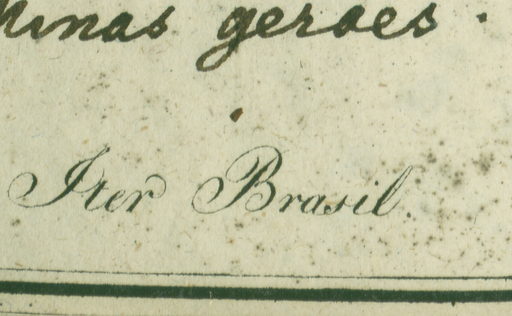 Minas geraes.
Iter Brasil.